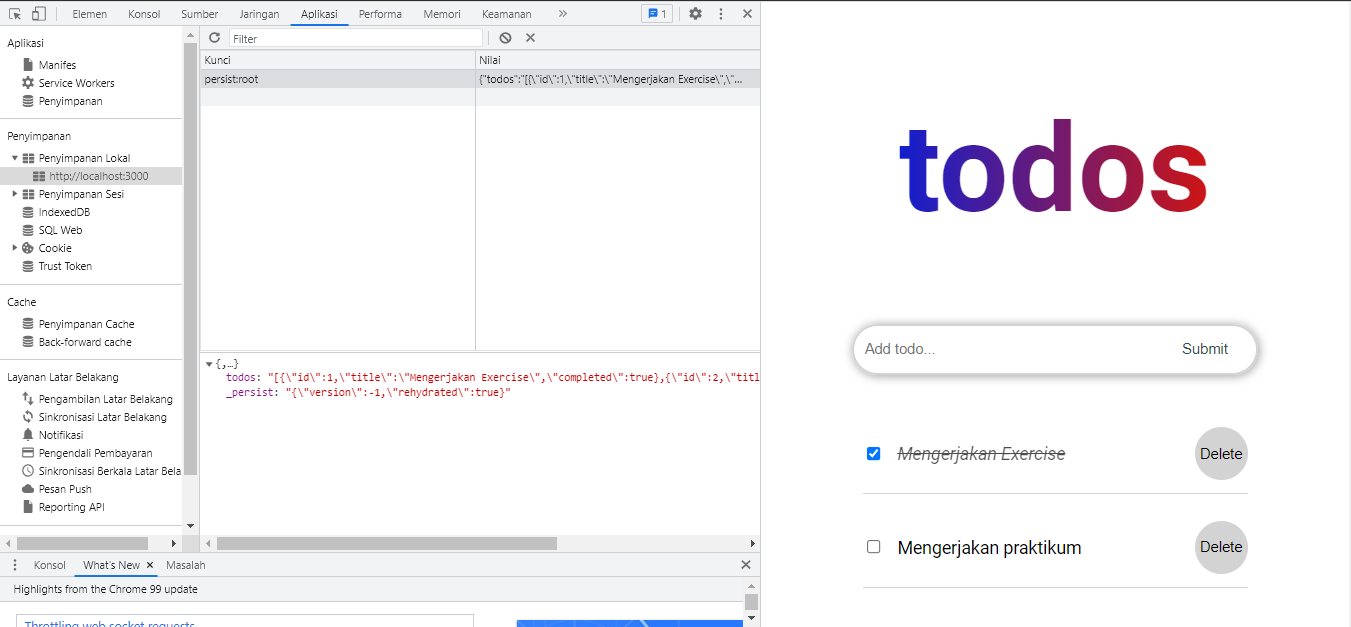 Elemen Konsol Sumber Jaringan Aplikasi Performa Memori Keamanan » 1
Aplikasi
Manifes
Service Workers
Penyimpanan
Penyimpanan
Penyimpanan Lokal
http://localhost:3000
Penyimpanan Sesi
IndexedDB
SQL Web
Cookie
Trust Token
Cache
Penyimpanan Cache
Back-forward cache
Layanan Latar Belakang
Pengambilan Latar Belakang
Sinkronisasi Latar Belakang
Notifikasi
Pengendali Pembayaran
Sinkronisasi Berkala Latar Bela
Pesan Push
Reporting API
Filter
Kunci Nilai
persist:root {"todos":"[{\"id\":1,\"title\":\"Mengerjakan Exercise\",\"...
{,…}
todos: "[{\"id\":1,\"title\":\"Mengerjakan Exercise\",\"completed\":true},{\"id\":2,\"titl
_persist: "{\"version\":-1,\"rehydrated\":true}"
Konsol What's New Masalah
Highlights from the Chrome 99 update
Throttling web socket requests
todos
Add todo... Submit
Mengerjakan Exercise Delete
Mengerjakan praktikum Delete